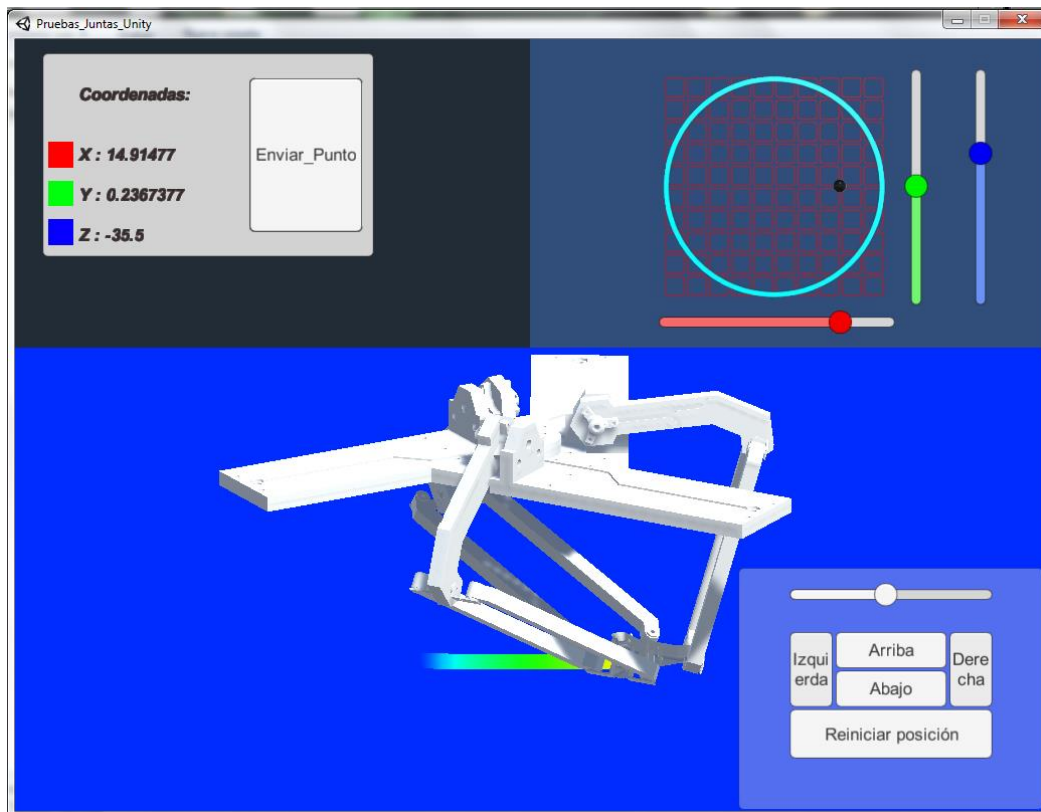 Pruebas_Juntas_Unity
Coordenadas:
X : 14.91477
Y : 0.2367377
Z : -35.5
Enviar_Punto
Izqui
erda
Arriba
Abajo
Dere
cha
Reiniciar posición